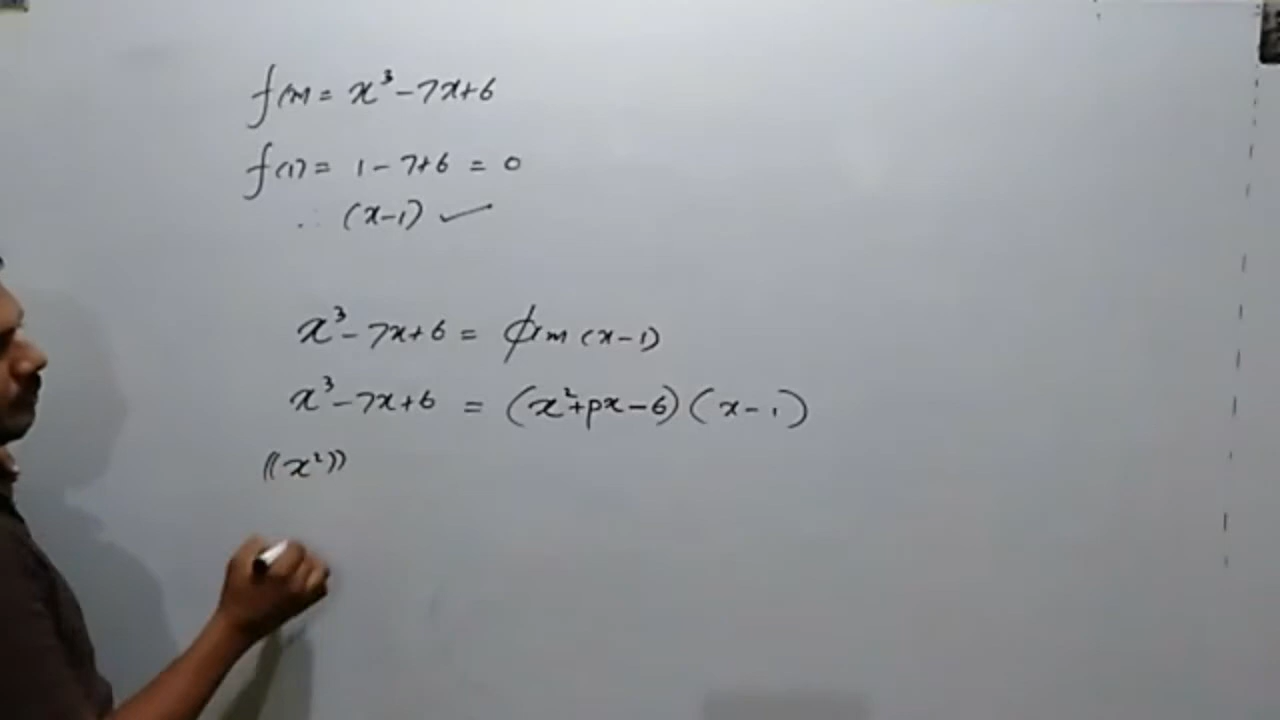 f(x) = x³ - 7x + 6
f(1) = 1 - 7 + 6 = 0
∴ (x-1) ✓
x³ - 7x + 6 = ϕ(x) (x-1)
x³ - 7x + 6 = (x² + px - 6)(x - 1)
((x²))